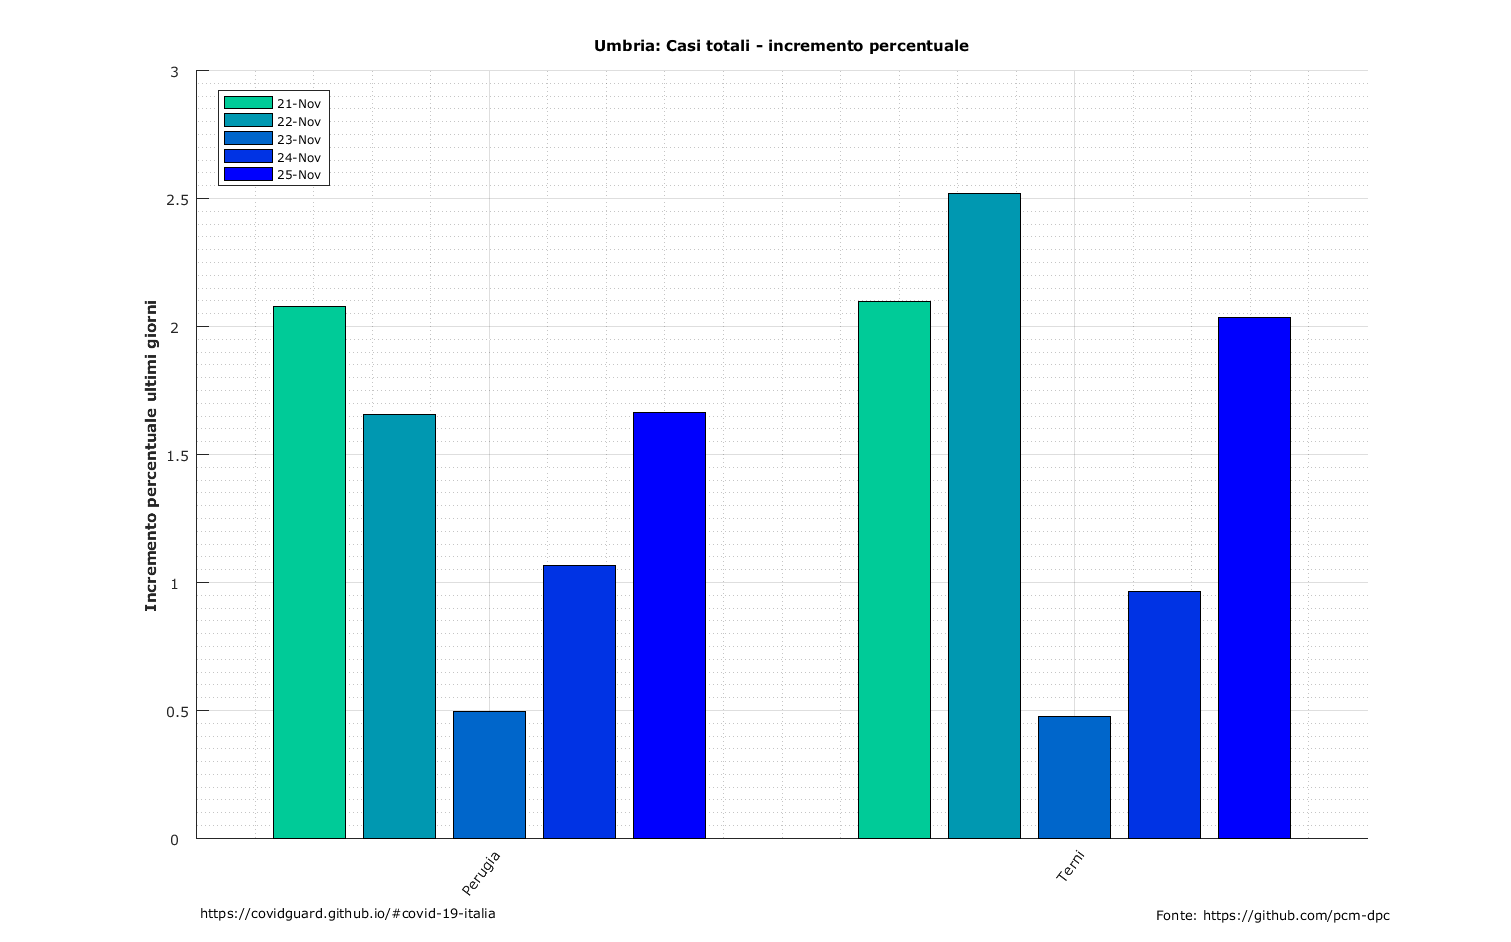 Umbria: Casi totali - incremento percentuale
3
2.5
2
1.5
1
0.5
0
Incremento percentuale ultimi giorni
21-Nov
22-Nov
23-Nov
24-Nov
25-Nov
Perugia
Terni
https://covidguard.github.io/#covid-19-italia
Fonte: https://github.com/pcm-dpc